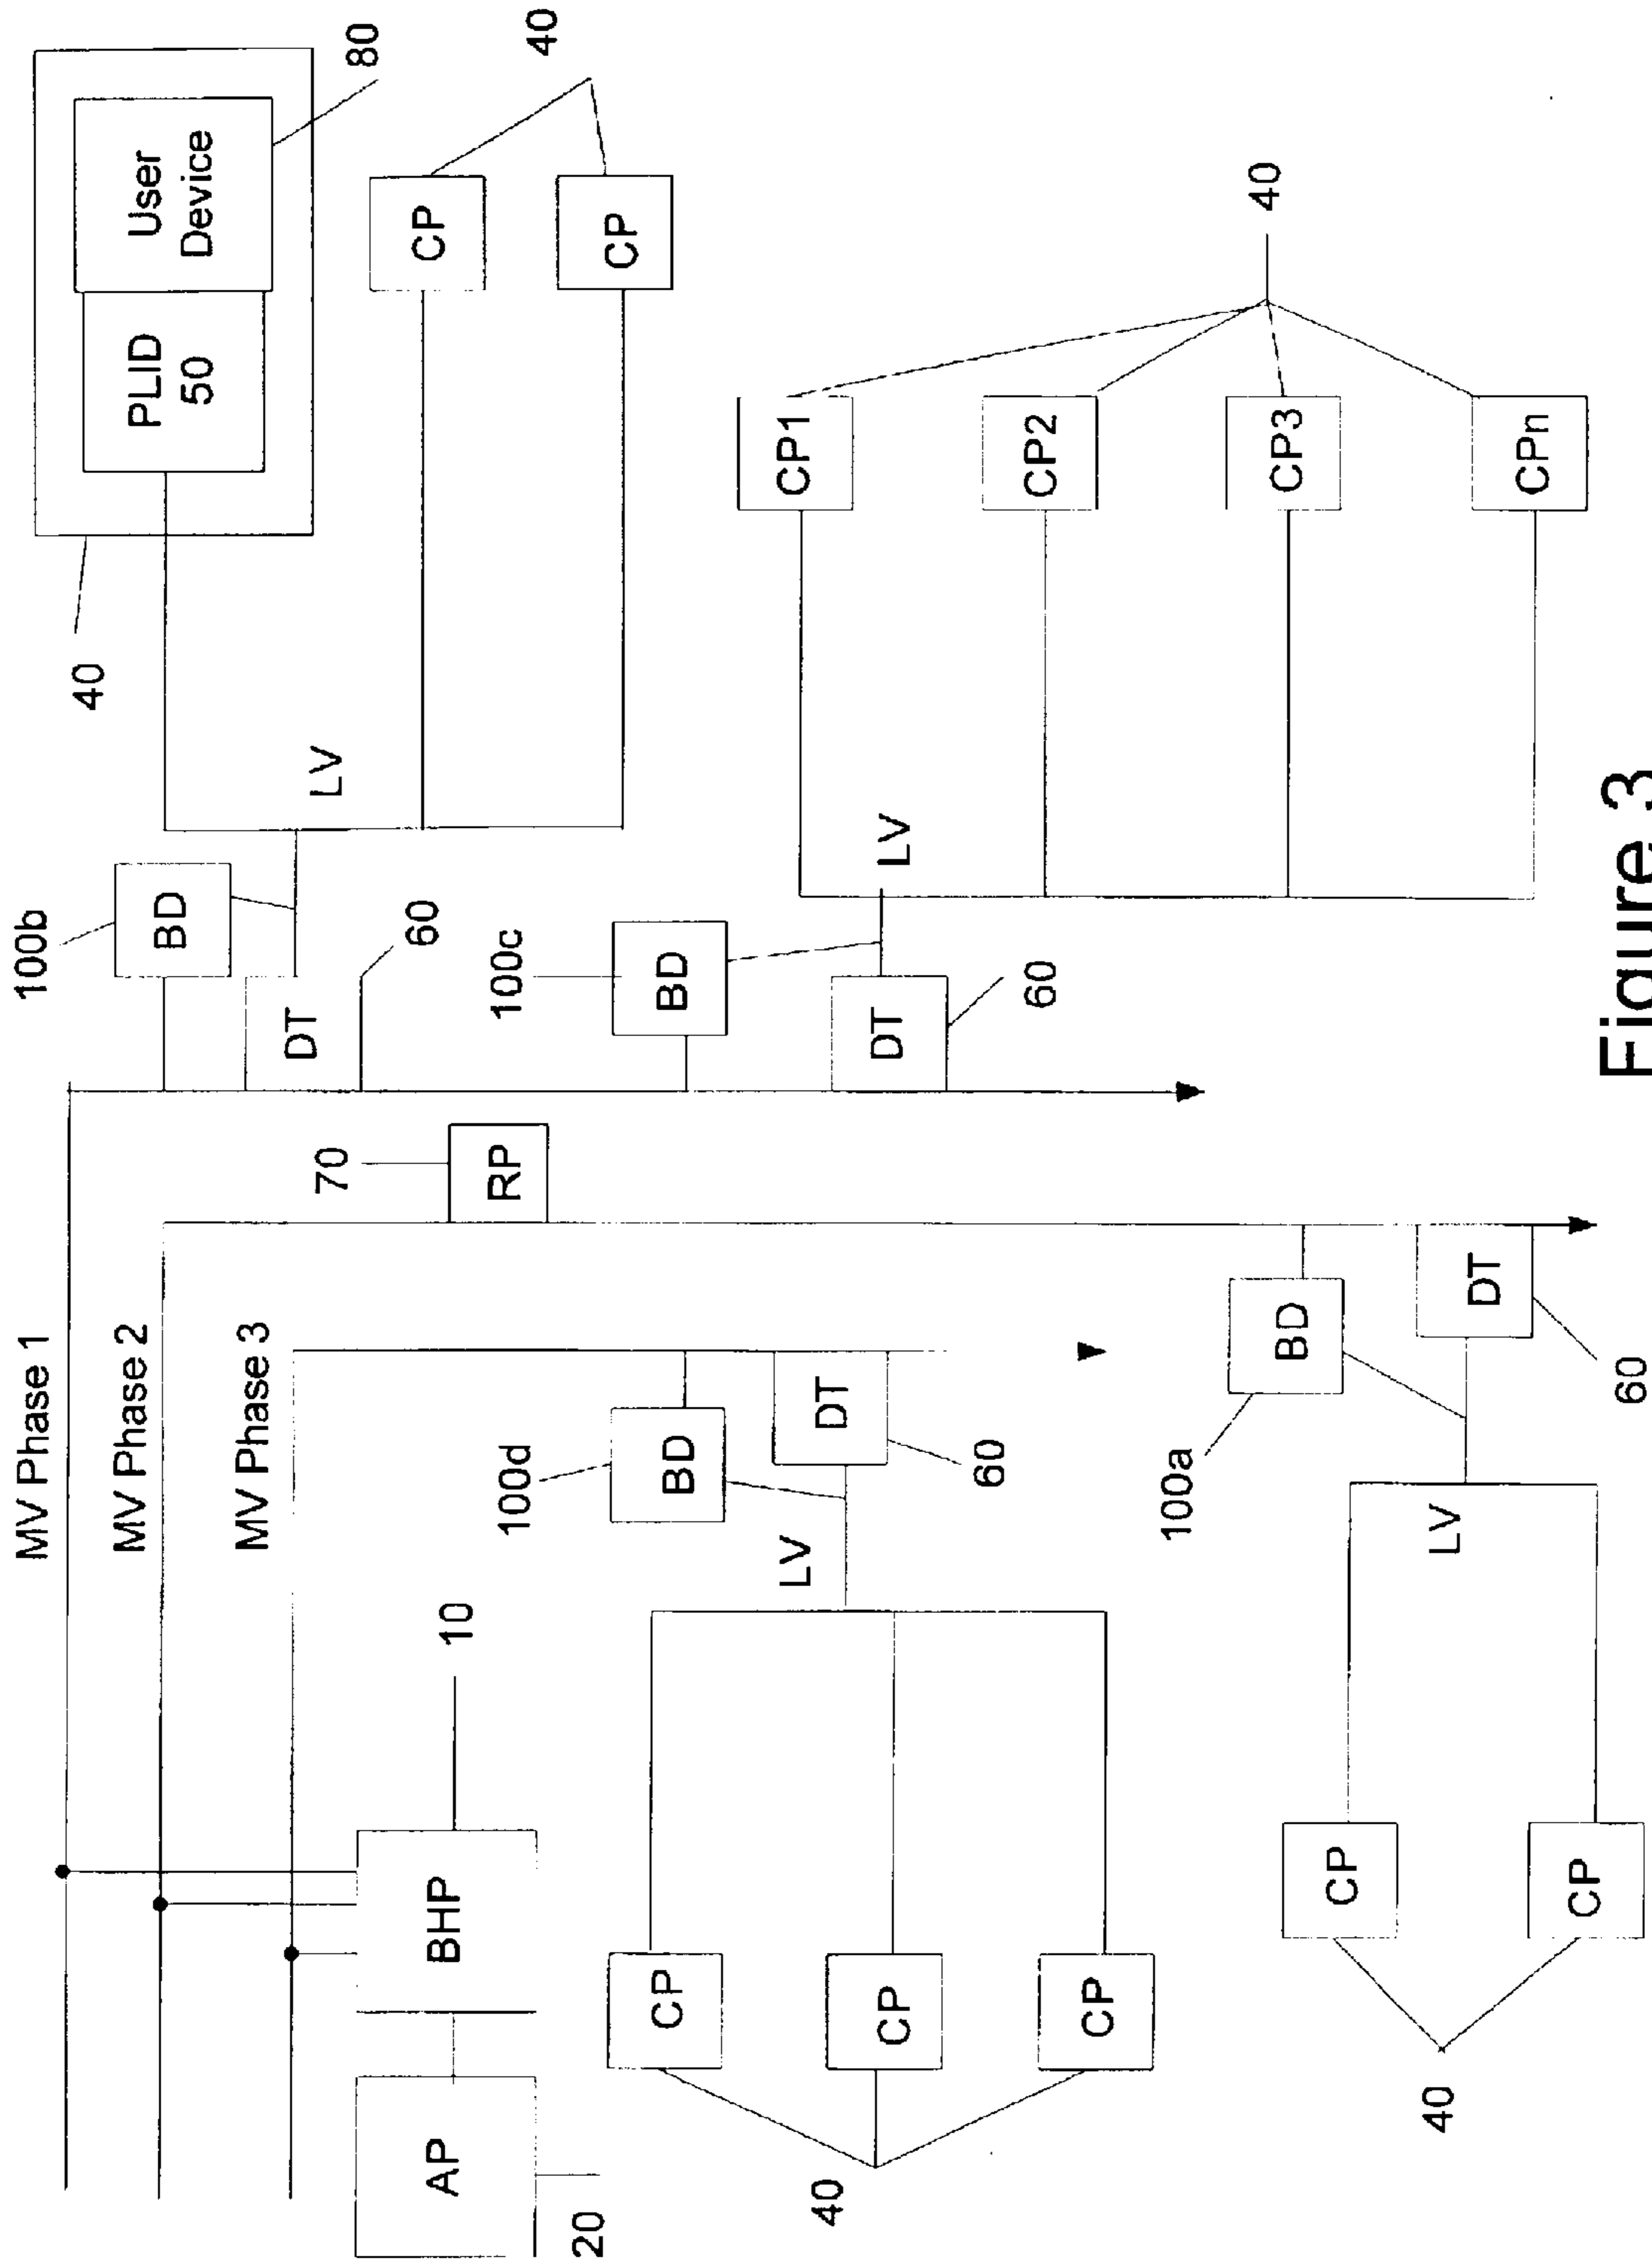 MV Phase 1
MV Phase 2
MV Phase 3
AP
20
BHP
10
100b
BD
DT
60
LV
40
PLID
50
User
Device
80
CP
CP
40
70
RP
100c
BD
DT
60
LV
CP1
CP2
CP3
CPn
40
100d
BD
DT
60
LV
CP
CP
CP
40
100a
BD
DT
60
LV
CP
CP
40
Figure 3